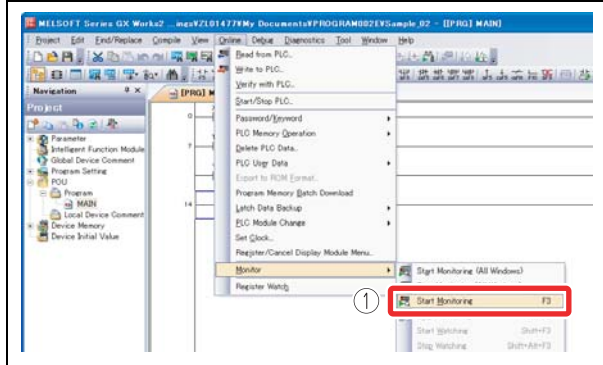 MELSOFT Series GX Works2 ...ings¥ZL01477¥My Documents¥PROGRAM002E¥Sample_02 - [[PRG] MAIN]
Project Edit Find/Replace Compile View Online Debug Diagnostics Tool Window Help
Navigation
[PRG] M
Project
Parameter
Intelligent Function Module
Global Device Comment
Program Setting
POU
Program
MAIN
Local Device Comment
Device Memory
Device Initial Value
0
7
14
Read from PLC...
Write to PLC...
Verify with PLC...
Start/Stop PLC...
Password/Keyword
PLC Memory Operation
Delete PLC Data...
PLC User Data
Export to ROM Format...
Program Memory Batch Download
Latch Data Backup
PLC Module Change
Set Clock...
Register/Cancel Display Module Menu...
Monitor
Register Watch
Start Monitoring (All Windows)
① Start Monitoring F3
Start Watching Shift+F3
Stop Watching Shift+Alt+F3